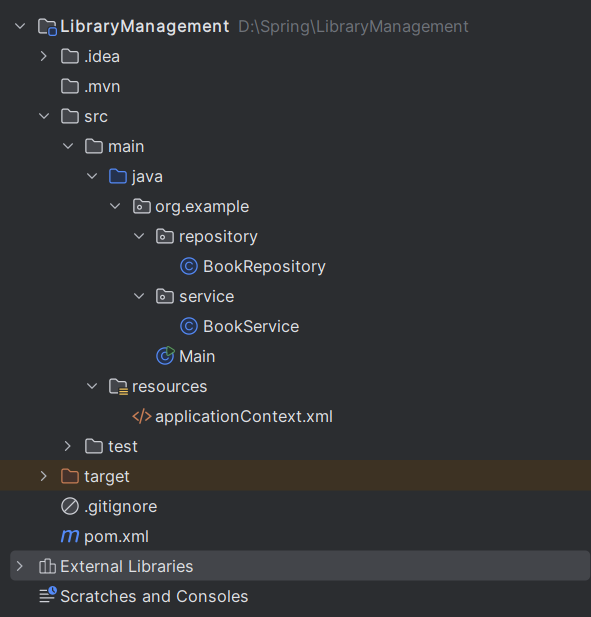 LibraryManagement D:\Spring\LibraryManagement
.idea
.mvn
src
main
java
org.example
repository
BookRepository
service
BookService
Main
resources
applicationContext.xml
test
target
.gitignore
pom.xml
External Libraries
Scratches and Consoles